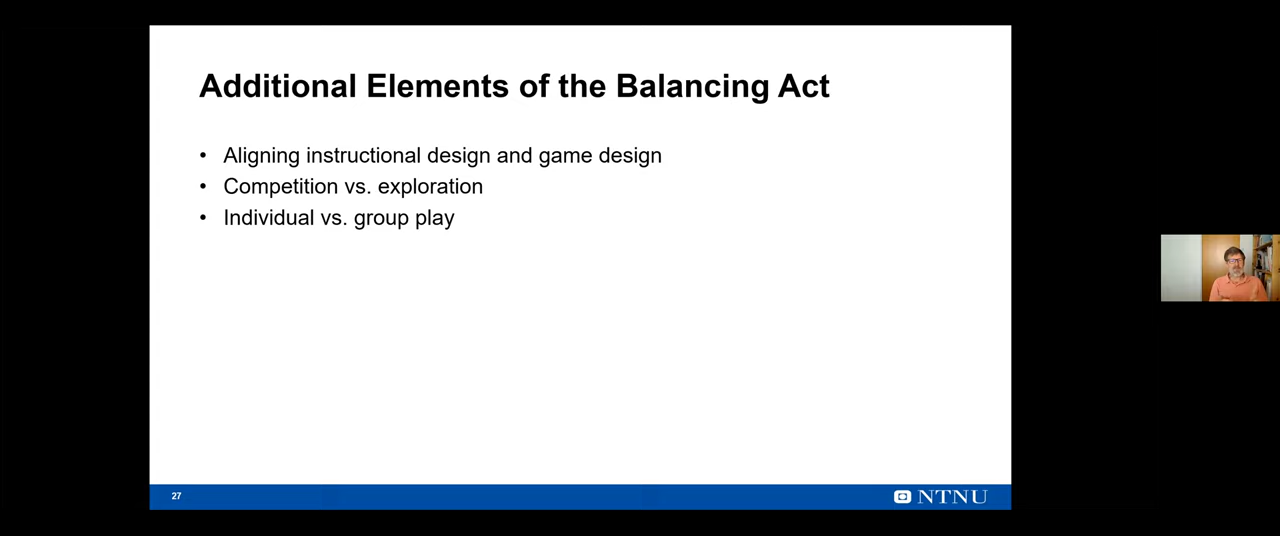 Additional Elements of the Balancing Act
• Aligning instructional design and game design
• Competition vs. exploration
• Individual vs. group play
27
NTNU